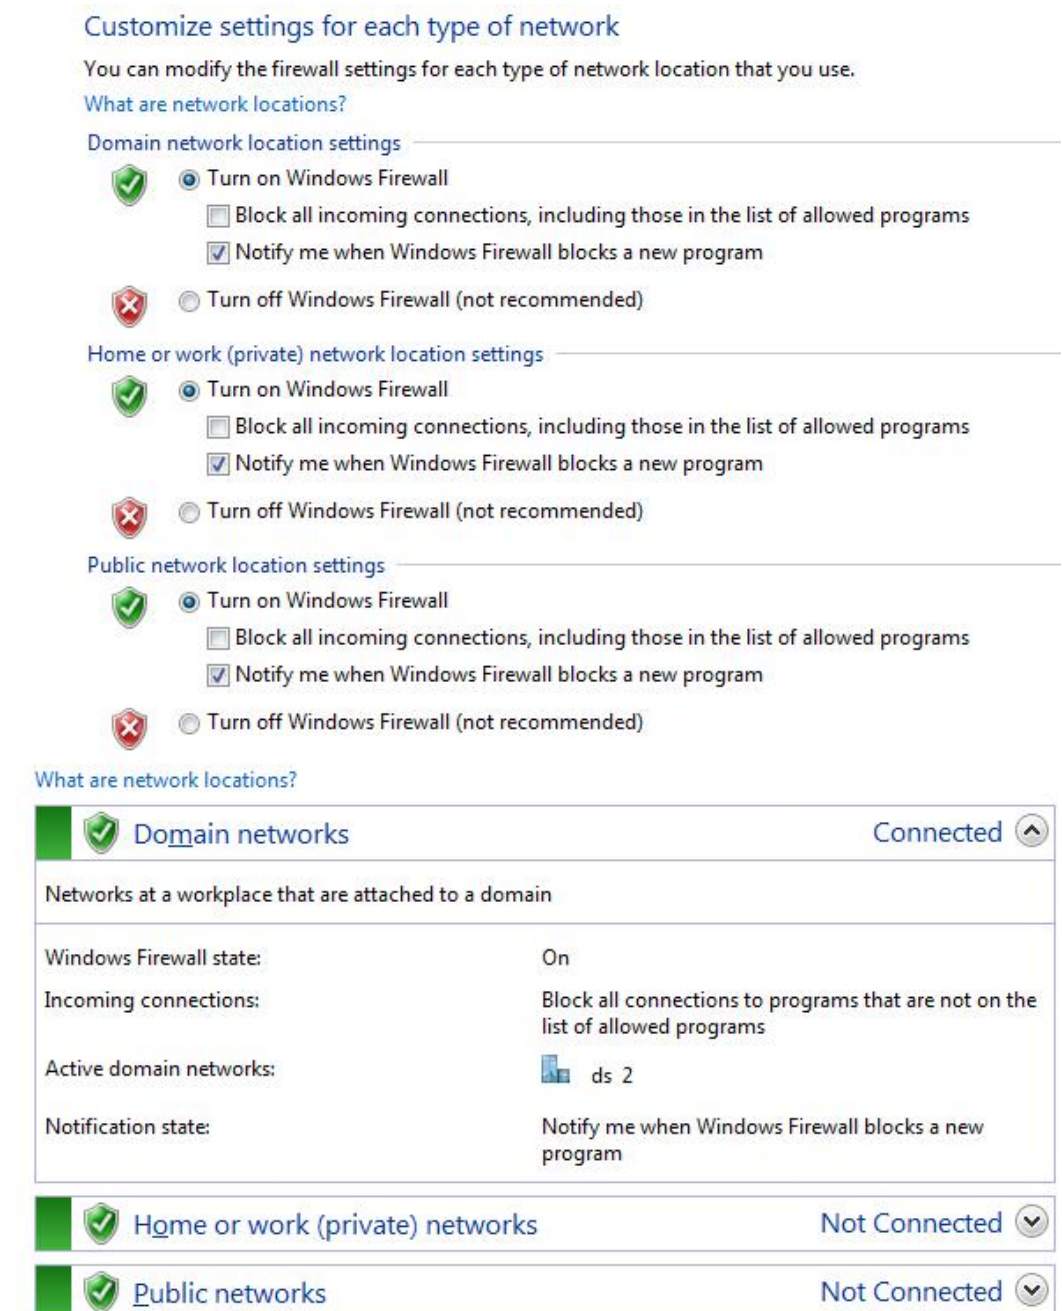 Customize settings for each type of network
You can modify the firewall settings for each type of network location that you use.
What are network locations?
Domain network location settings
Turn on Windows Firewall
Block all incoming connections, including those in the list of allowed programs
Notify me when Windows Firewall blocks a new program
Turn off Windows Firewall (not recommended)
Home or work (private) network location settings
Turn on Windows Firewall
Block all incoming connections, including those in the list of allowed programs
Notify me when Windows Firewall blocks a new program
Turn off Windows Firewall (not recommended)
Public network location settings
Turn on Windows Firewall
Block all incoming connections, including those in the list of allowed programs
Notify me when Windows Firewall blocks a new program
Turn off Windows Firewall (not recommended)
What are network locations?
Domain networks Connected
Networks at a workplace that are attached to a domain
Windows Firewall state: On
Incoming connections: Block all connections to programs that are not on the
list of allowed programs
Active domain networks: ds 2
Notification state: Notify me when Windows Firewall blocks a new
program
Home or work (private) networks Not Connected
Public networks Not Connected